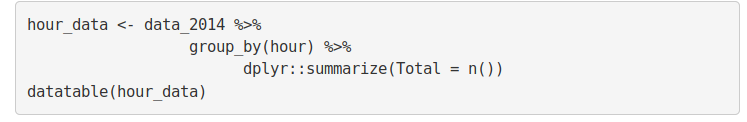 hour_data <- data_2014 %>%
                  group_by(hour) %>%
                        dplyr::summarize(Total = n())
datatable(hour_data)